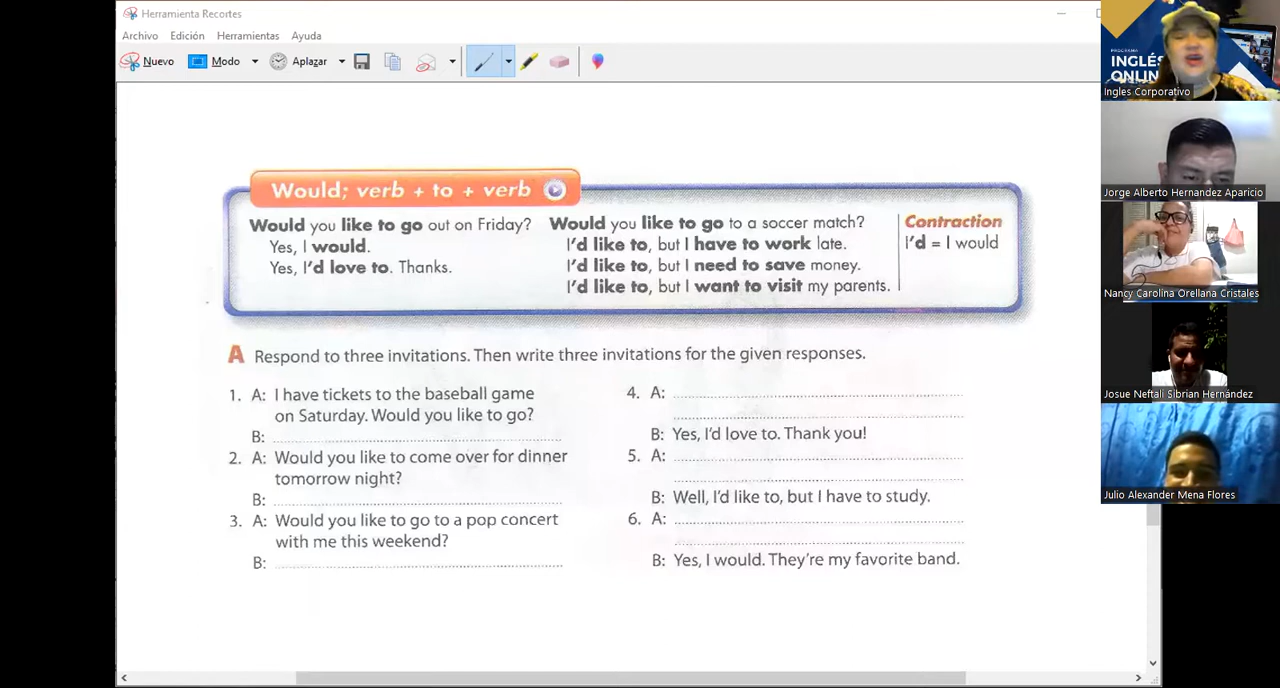 Herramienta Recortes
Archivo Edición Herramientas Ayuda
Nuevo Modo Aplazar
Would; verb + to + verb
Would you like to go out on Friday?
Yes, I would.
Yes, I'd love to. Thanks.
Would you like to go to a soccer match?
I'd like to, but I have to work late.
I'd like to, but I need to save money.
I'd like to, but I want to visit my parents.
Contraction
I'd = I would
A Respond to three invitations. Then write three invitations for the given responses.
1. A: I have tickets to the baseball game
on Saturday. Would you like to go?
B:
2. A: Would you like to come over for dinner
tomorrow night?
B:
3. A: Would you like to go to a pop concert
with me this weekend?
B:
4. A:
B: Yes, I'd love to. Thank you!
5. A:
B: Well, I'd like to, but I have to study.
6. A:
B: Yes, I would. They're my favorite band.
PROGRAMA
INGLÉS
ONLIN
Ingles Corporativo
Jorge Alberto Hernandez Aparicio
Nancy Carolina Orellana Cristales
Josue Neftali Sibrian Hernández
Julio Alexander Mena Flores